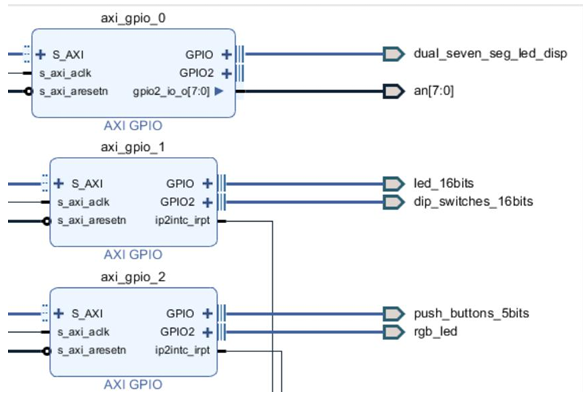 axi_gpio_0
S_AXI GPIO dual_seven_seg_led_disp
s_axi_aclk GPIO2
s_axi_aresetn gpio2_io_o[7:0] an[7:0]
AXI GPIO
axi_gpio_1
S_AXI GPIO led_16bits
s_axi_aclk GPIO2 dip_switches_16bits
s_axi_aresetn ip2intc_irpt
AXI GPIO
axi_gpio_2
S_AXI GPIO push_buttons_5bits
s_axi_aclk GPIO2 rgb_led
s_axi_aresetn ip2intc_irpt
AXI GPIO